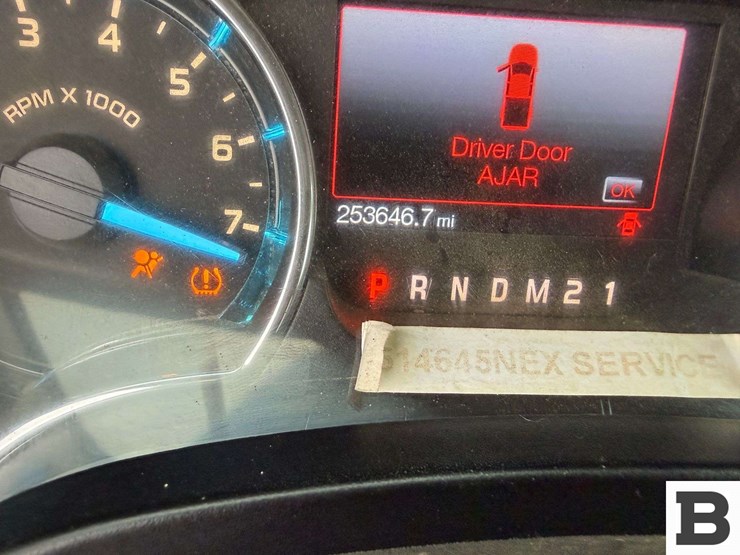 3
4
5
6
7
RPM X 1000
Driver Door
AJAR
OK
253646.7 mi
P R N D M 2 1
14645NEX SERVICE
B